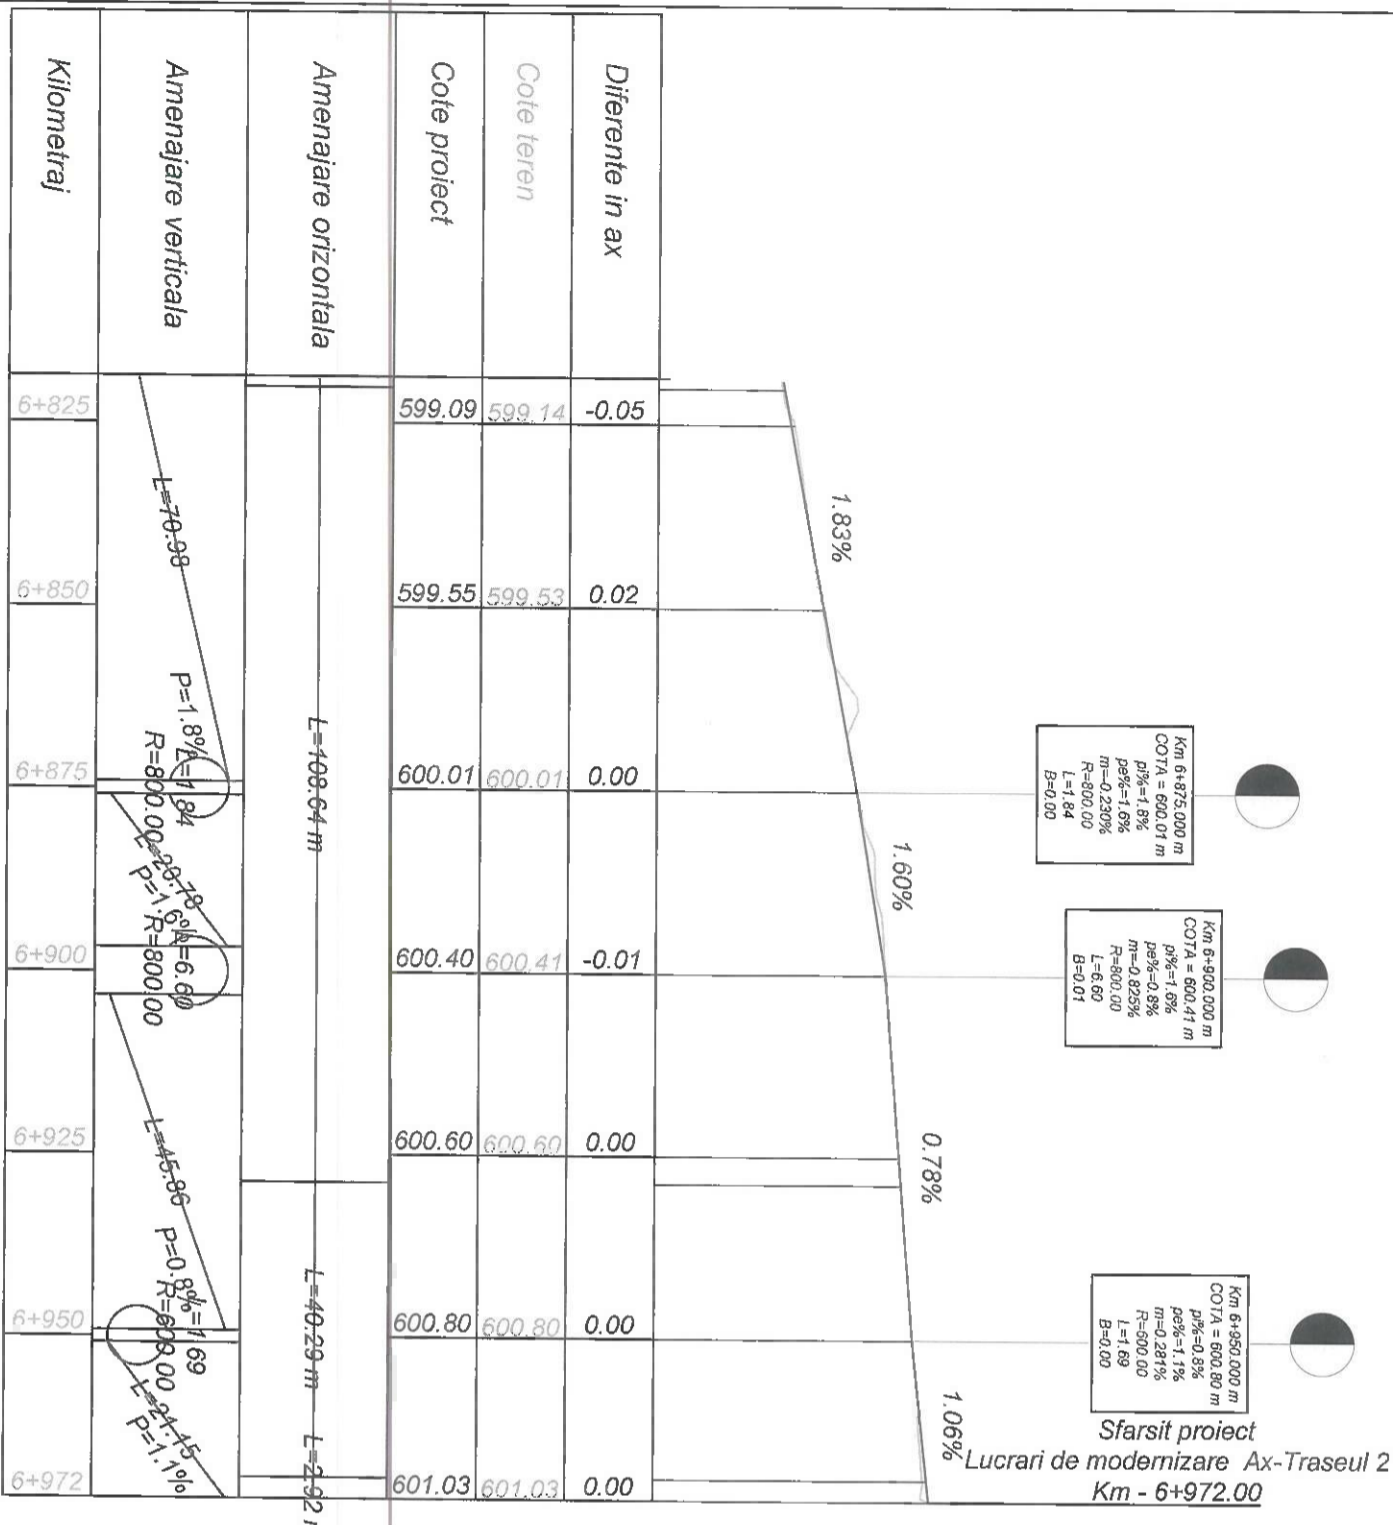 Diferente in ax
Cote teren
Cote proiect
Amenajare orizontala
Amenajare verticala
Kilometraj
-0.05
0.02
0.00
-0.01
0.00
0.00
0.00
599.14
599.53
600.01
600.41
600.60
600.80
601.03
599.09
599.55
600.01
600.40
600.60
600.80
601.03
L=108.64 m
L=40.29 m
L=2.92
L=70.98
P=1.8%
L=1.84
R=800.00
L=20.78
P=1.6%
L=6.60
R=800.00
L=45.86
P=0.8%
L=1.69
R=600.00
L=21.15
P=1.1%
6+825
6+850
6+875
6+900
6+925
6+950
6+972
1.83%
1.60%
0.78%
1.06%
Km 6+875.000 m
COTA = 600.01 m
pi%=1.8%
pe%=1.6%
m=-0.230%
R=800.00
L=1.84
B=0.00
Km 6+900.000 m
COTA = 600.41 m
pi%=1.6%
pe%=0.8%
m=-0.825%
R=800.00
L=6.60
B=0.01
Km 6+950.000 m
COTA = 600.80 m
pi%=0.8%
pe%=1.1%
m=0.281%
R=600.00
L=1.69
B=0.00
Sfarsit proiect
Lucrari de modernizare Ax-Traseul 2
Km - 6+972.00